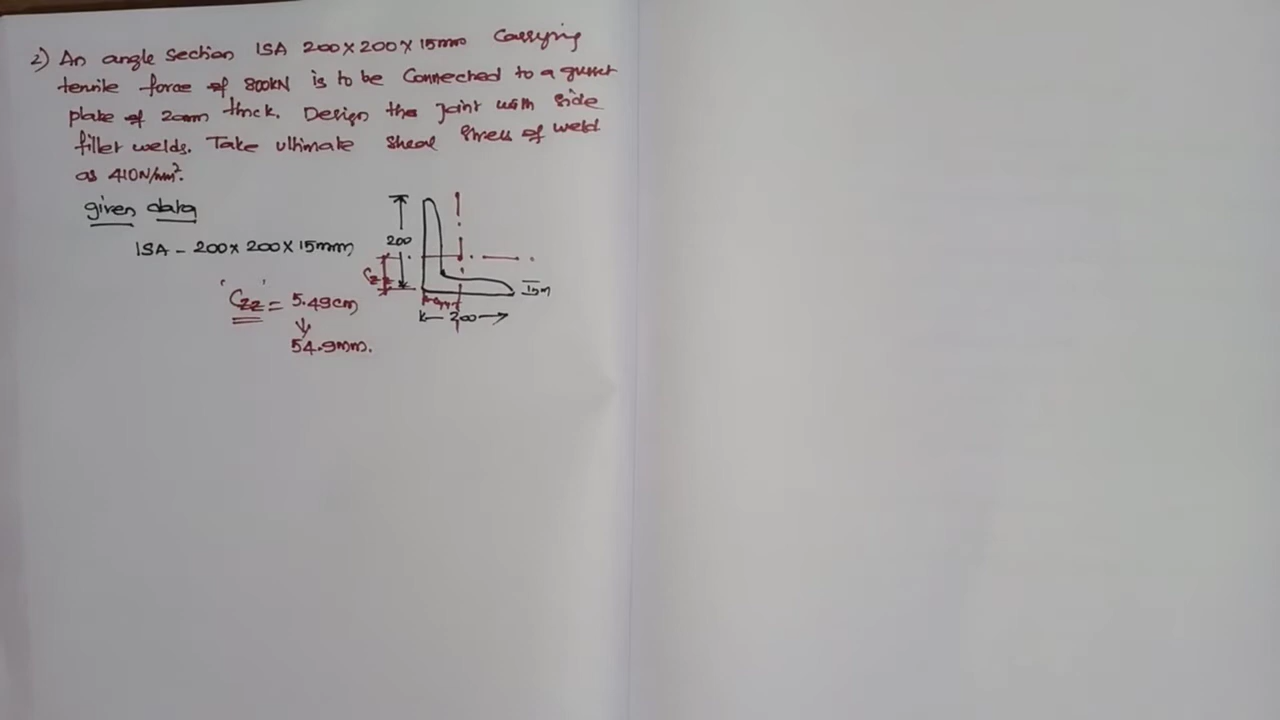 2) An angle section ISA 200 x 200 x 15mm Carrying
tensile force of 800kN is to be Connected to a gusset
plate of 20mm thick. Design the Joint with side
fillet welds. Take ultimate shear stress of weld
as 410N/mm².
given data
ISA - 200 x 200 x 15mm
200
Czz
15m
200
'Czz' = 5.49cm
54.9mm.